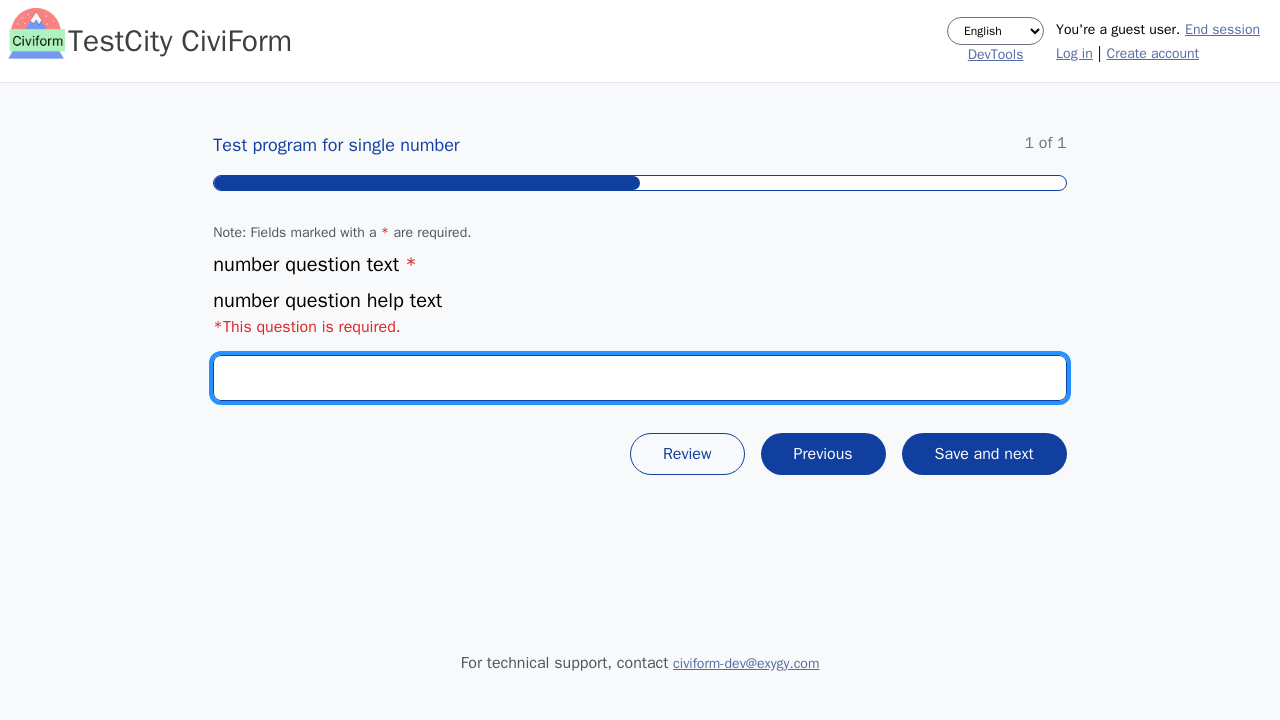 Civiform
TestCity CiviForm
English
DevTools
You're a guest user. End session
Log in | Create account
Test program for single number
1 of 1
Note: Fields marked with a * are required.
number question text *
number question help text
*This question is required.
Review
Previous
Save and next
For technical support, contact civiform-dev@exygy.com